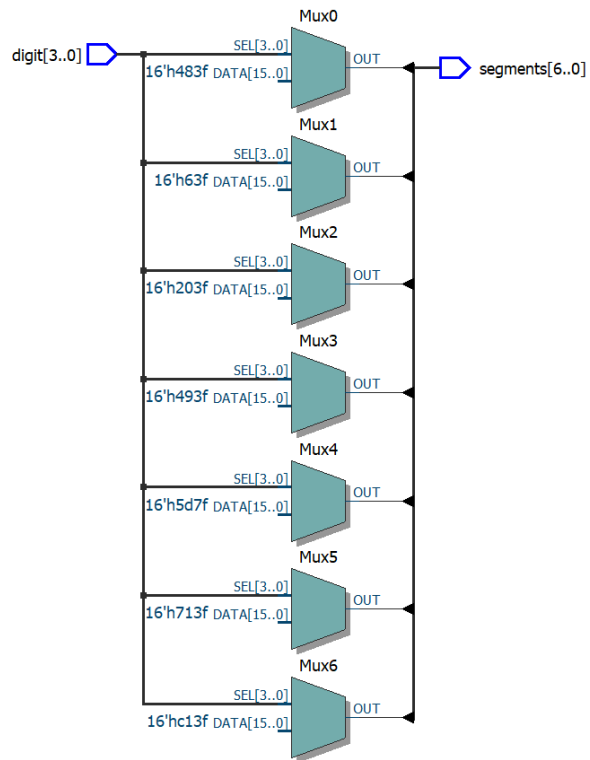 Mux0
digit[3..0]
SEL[3..0]
OUT
segments[6..0]
16'h483f DATA[15..0]
Mux1
SEL[3..0]
OUT
16'h63f DATA[15..0]
Mux2
SEL[3..0]
OUT
16'h203f DATA[15..0]
Mux3
SEL[3..0]
OUT
16'h493f DATA[15..0]
Mux4
SEL[3..0]
OUT
16'h5d7f DATA[15..0]
Mux5
SEL[3..0]
OUT
16'h713f DATA[15..0]
Mux6
SEL[3..0]
OUT
16'hc13f DATA[15..0]